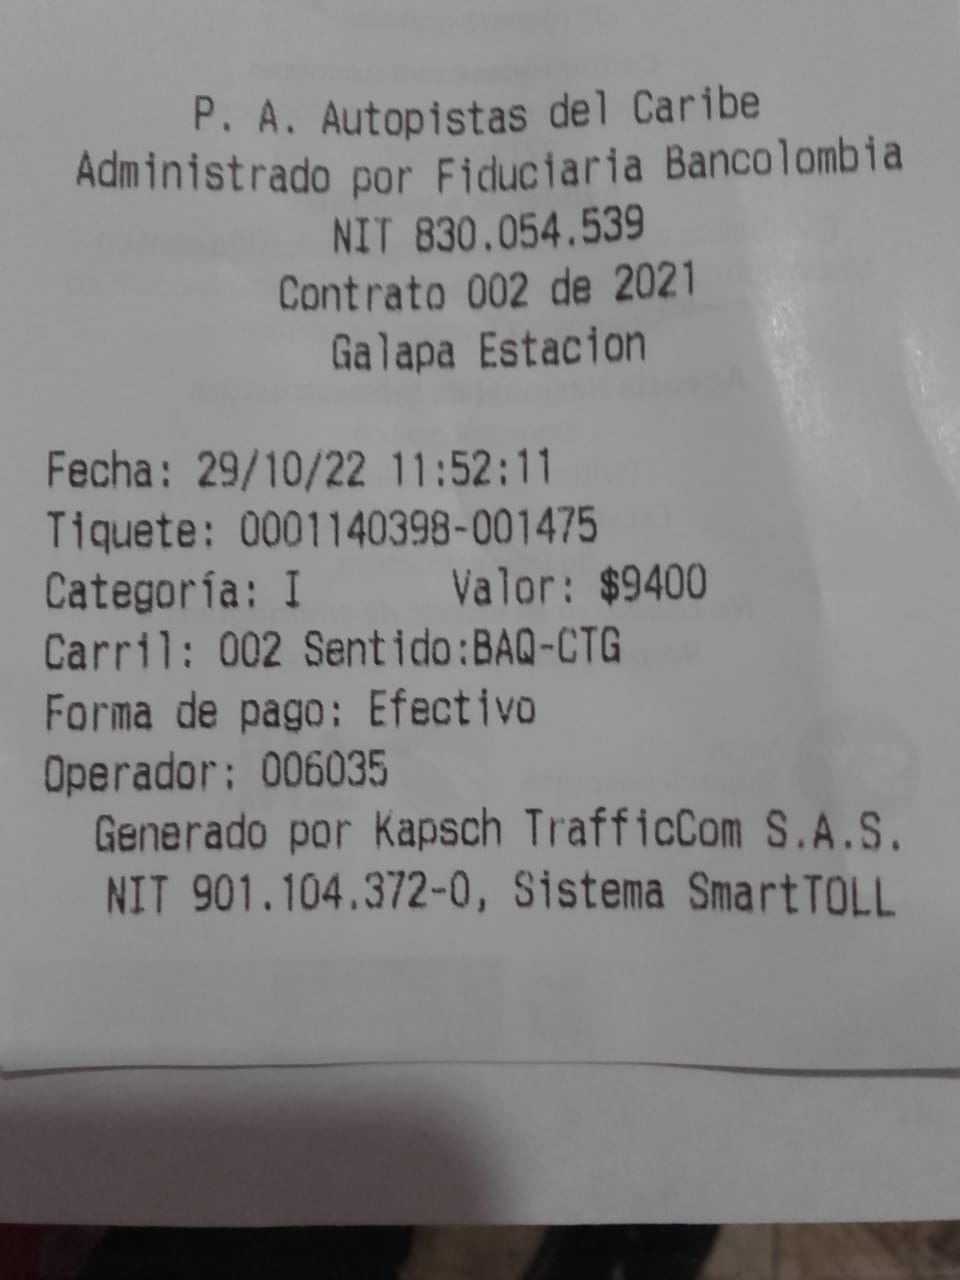 P. A. Autopistas del Caribe
Administrado por Fiduciaria Bancolombia
NIT 830.054.539
Contrato 002 de 2021
Galapa Estacion
Fecha: 29/10/22 11:52:11
Tiquete: 0001140398-001475
Categoría: I Valor: $9400
Carril: 002 Sentido:BAQ-CTG
Forma de pago: Efectivo
Operador: 006035
Generado por Kapsch TrafficCom S.A.S.
NIT 901.104.372-0, Sistema SmartTOLL